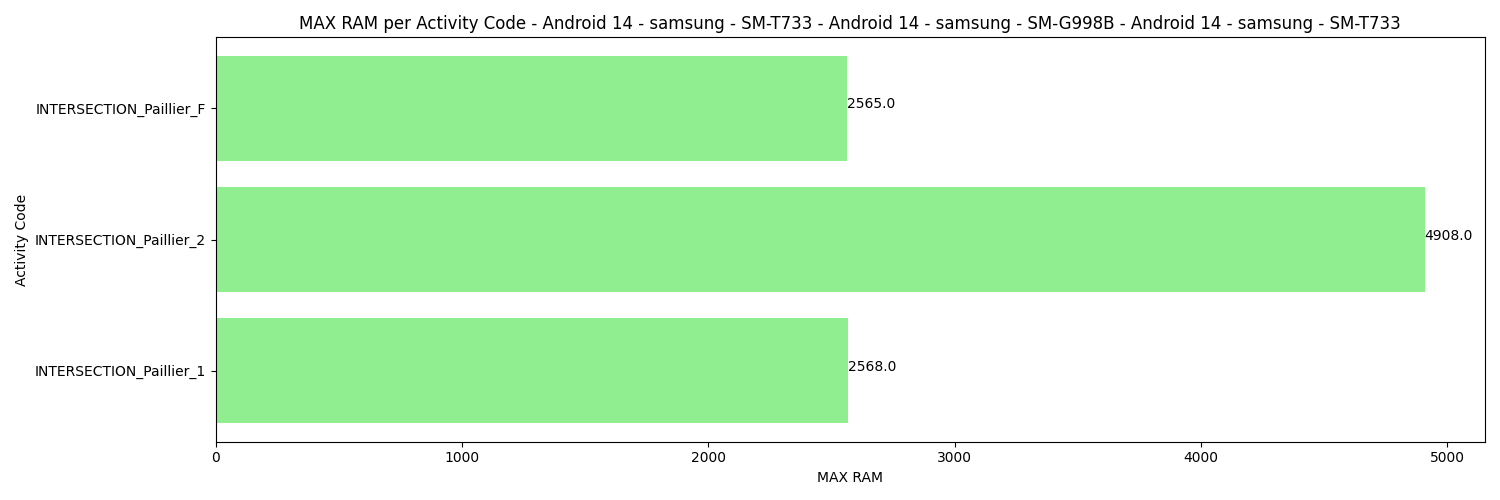 MAX RAM per Activity Code - Android 14 - samsung - SM-T733 - Android 14 - samsung - SM-G998B - Android 14 - samsung - SM-T733
INTERSECTION_Paillier_F
2565.0
Activity Code
INTERSECTION_Paillier_2
4908.0
INTERSECTION_Paillier_1
2568.0
0 1000 2000 3000 4000 5000
MAX RAM